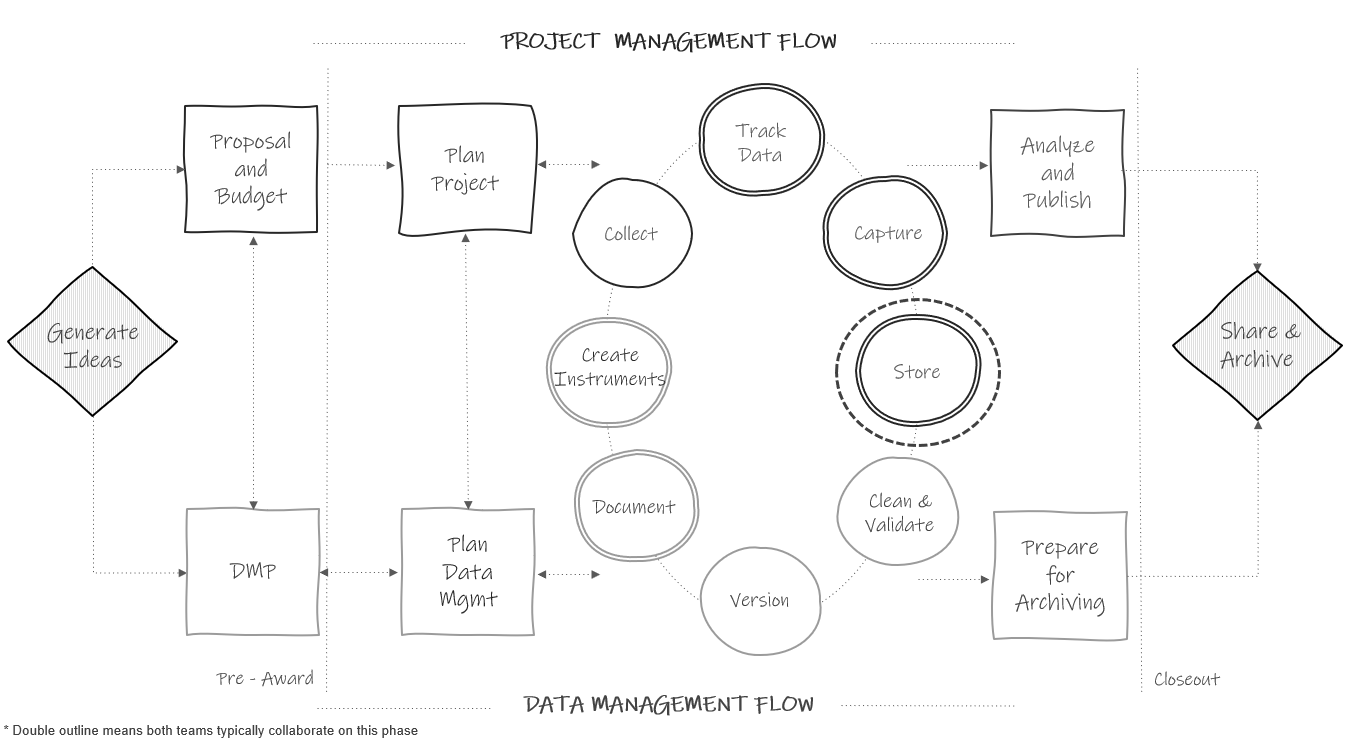 PROJECT MANAGEMENT FLOW
Proposal
and
Budget
Plan
Project
Track
Data
Analyze
and
Publish
Collect
Capture
Generate
Ideas
Create
Instruments
Store
Share &
Archive
Document
Clean &
Validate
DMP
Plan
Data
Mgmt
Version
Prepare
for
Archiving
Pre - Award
Closeout
DATA MANAGEMENT FLOW
* Double outline means both teams typically collaborate on this phase